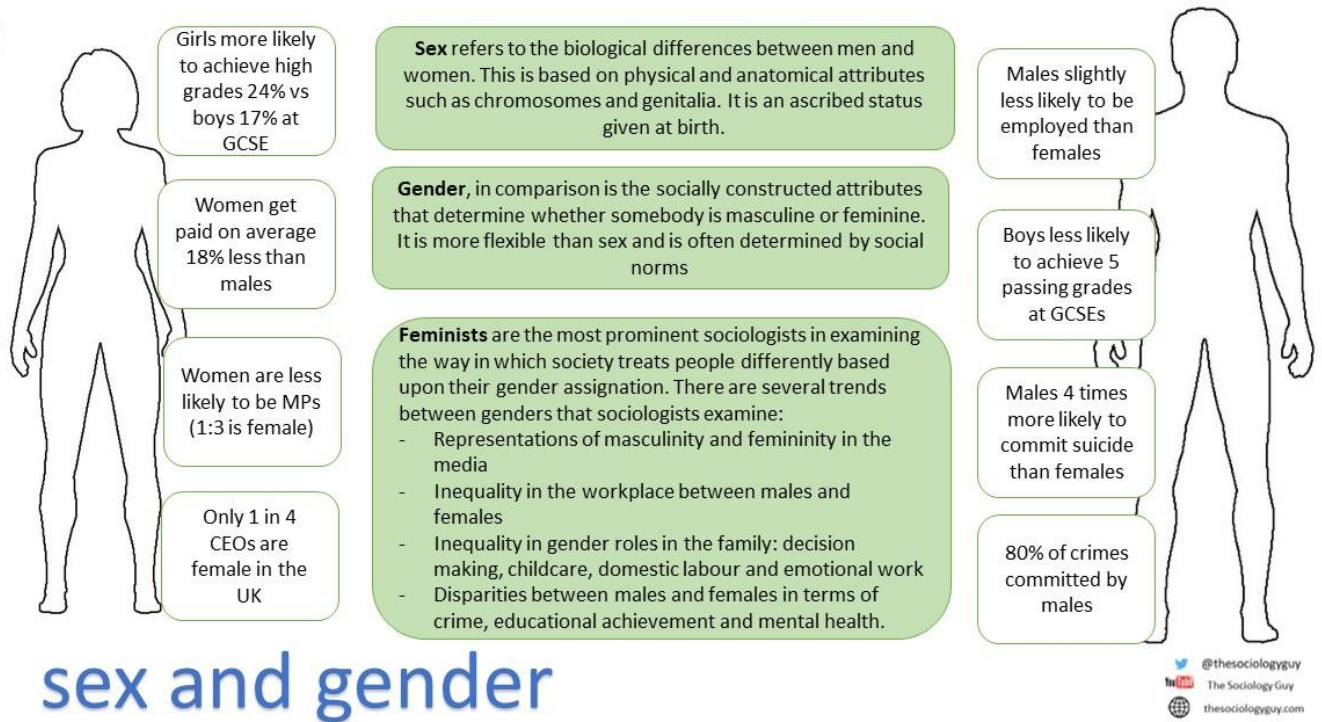 Girls more likely
to achieve high
grades 24% vs
boys 17% at
GCSE
Women get
paid on average
18% less than
males
Women are less
likely to be MPs
(1:3 is female)
Only 1 in 4
CEOs are
female in the
UK
Sex refers to the biological differences between men and
women. This is based on physical and anatomical attributes
such as chromosomes and genitalia. It is an ascribed status
given at birth.
Gender, in comparison is the socially constructed attributes
that determine whether somebody is masculine or feminine.
It is more flexible than sex and is often determined by social
norms
Feminists are the most prominent sociologists in examining
the way in which society treats people differently based
upon their gender assignation. There are several trends
between genders that sociologists examine:
- Representations of masculinity and femininity in the
media
- Inequality in the workplace between males and
females
- Inequality in gender roles in the family: decision
making, childcare, domestic labour and emotional work
- Disparities between males and females in terms of
crime, educational achievement and mental health.
Males slightly
less likely to be
employed than
females
Boys less likely
to achieve 5
passing grades
at GCSEs
Males 4 times
more likely to
commit suicide
than females
80% of crimes
committed by
males
sex and gender
@thesociologyguy
YouTube The Sociology Guy
thesociologyguy.com